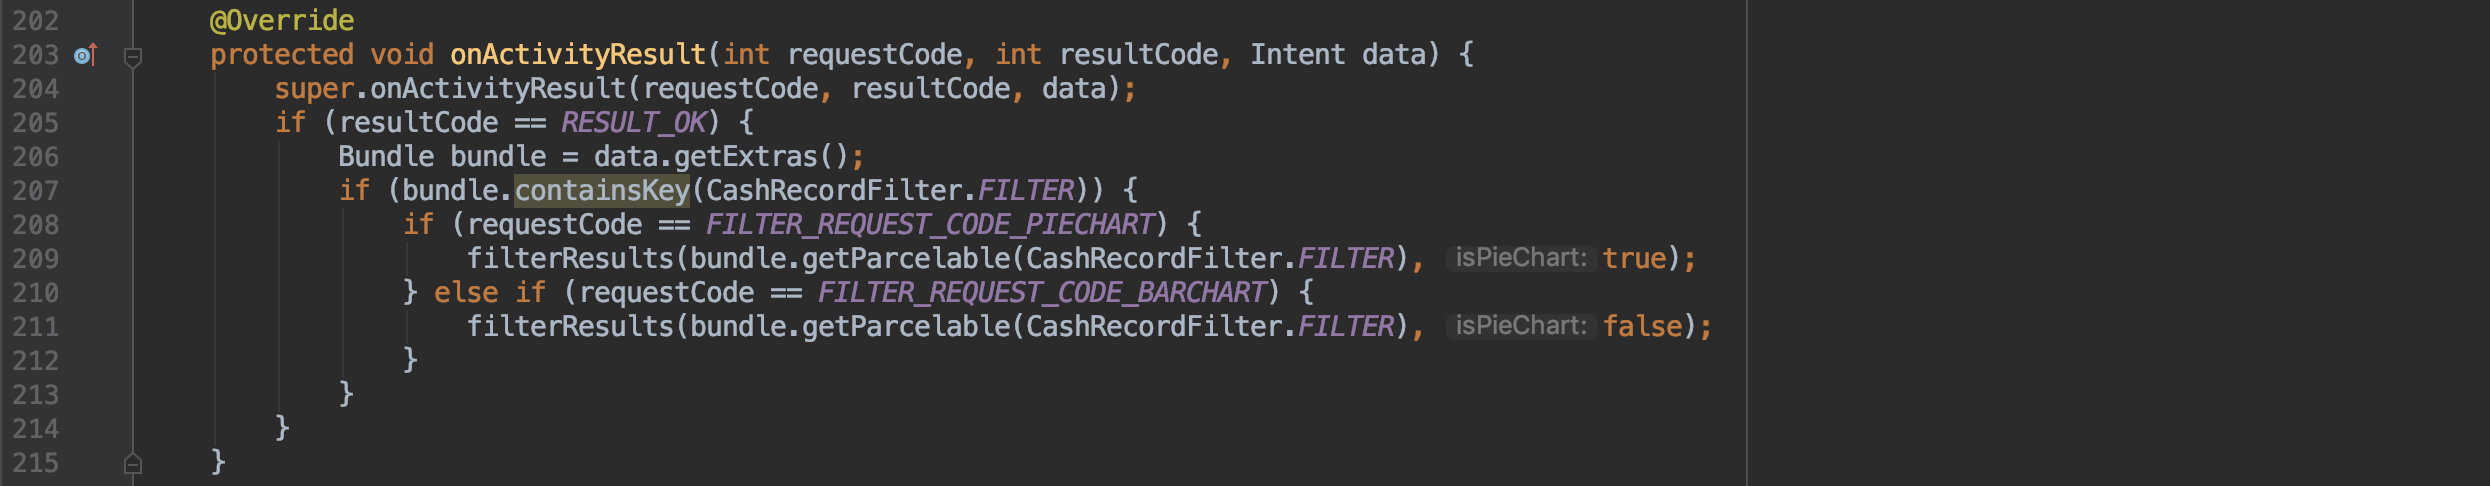 202 @Override
203 protected void onActivityResult(int requestCode, int resultCode, Intent data) {
204 super.onActivityResult(requestCode, resultCode, data);
205 if (resultCode == RESULT_OK) {
206 Bundle bundle = data.getExtras();
207 if (bundle.containsKey(CashRecordFilter.FILTER)) {
208 if (requestCode == FILTER_REQUEST_CODE_PIECHART) {
209 filterResults(bundle.getParcelable(CashRecordFilter.FILTER), isPieChart: true);
210 } else if (requestCode == FILTER_REQUEST_CODE_BARCHART) {
211 filterResults(bundle.getParcelable(CashRecordFilter.FILTER), isPieChart: false);
212 }
213 }
214 }
215 }